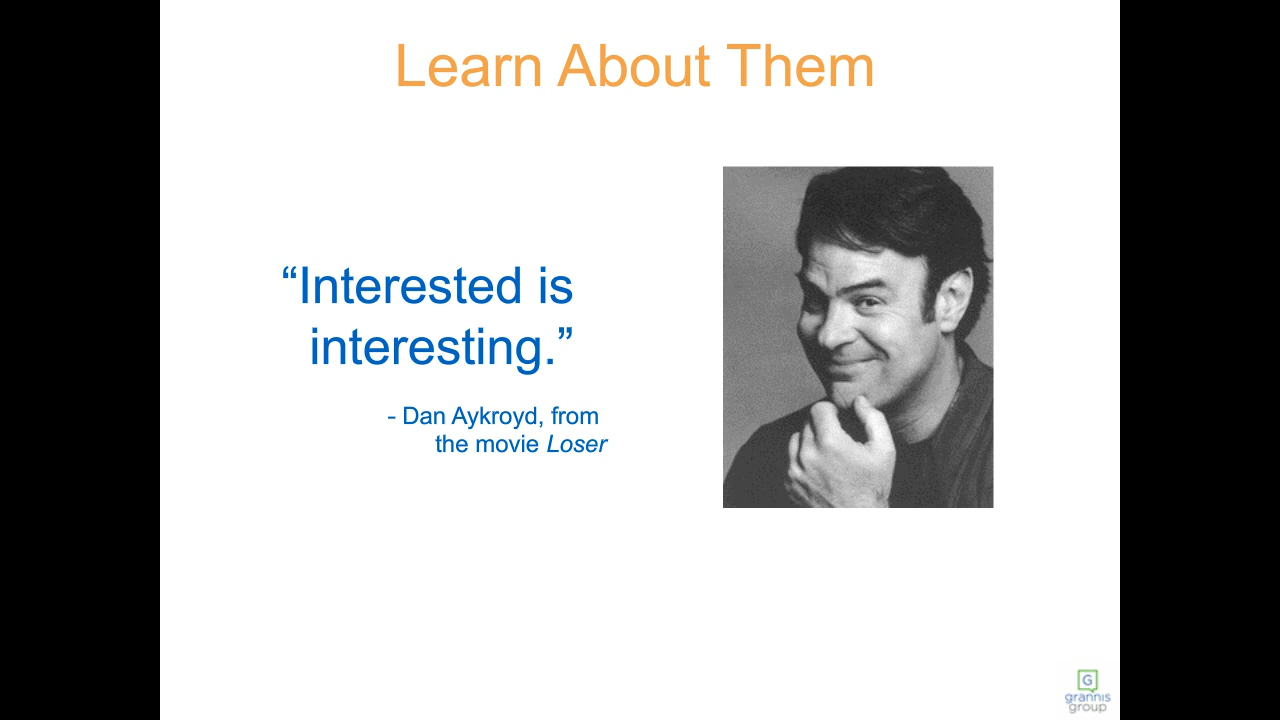 Learn About Them
“Interested is
interesting.”
- Dan Aykroyd, from
the movie Loser
G
grannis
group